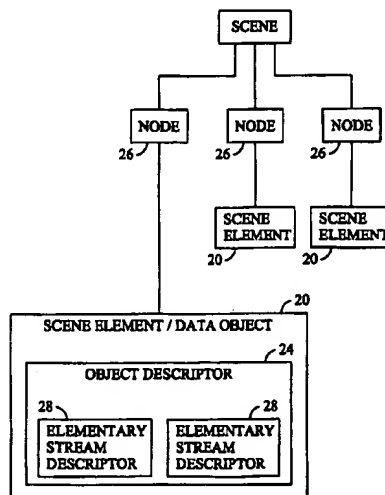 SCENE
NODE
NODE
NODE
26
26
26
SCENE
ELEMENT
SCENE
ELEMENT
20
20
20
SCENE ELEMENT / DATA OBJECT
24
OBJECT DESCRIPTOR
28
28
ELEMENTARY
STREAM
DESCRIPTOR
ELEMENTARY
STREAM
DESCRIPTOR